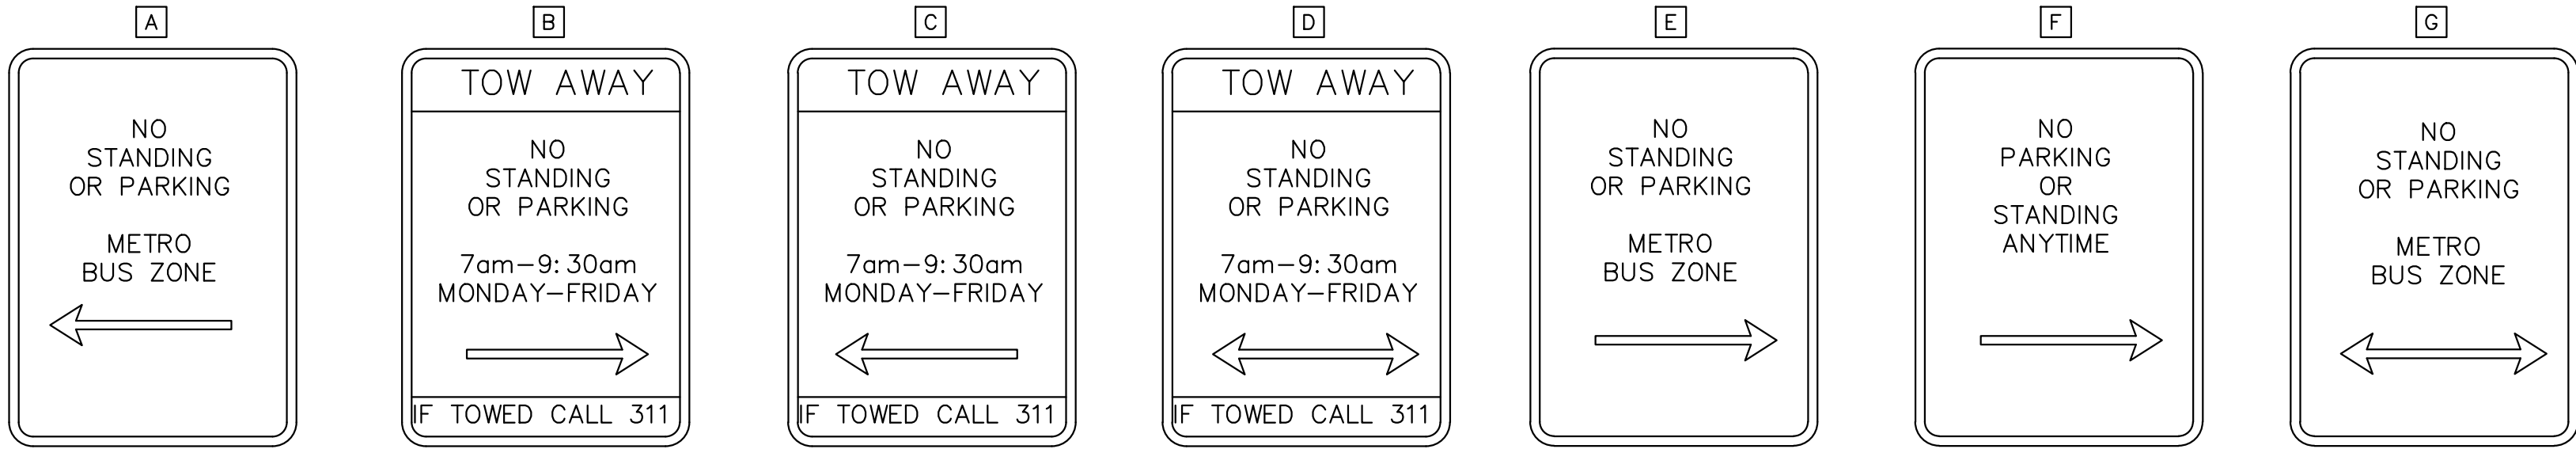 A
NO
STANDING
OR PARKING
METRO
BUS ZONE
B
TOW AWAY
NO
STANDING
OR PARKING
7am-9:30am
MONDAY-FRIDAY
IF TOWED CALL 311
C
TOW AWAY
NO
STANDING
OR PARKING
7am-9:30am
MONDAY-FRIDAY
IF TOWED CALL 311
D
TOW AWAY
NO
STANDING
OR PARKING
7am-9:30am
MONDAY-FRIDAY
IF TOWED CALL 311
E
NO
STANDING
OR PARKING
METRO
BUS ZONE
F
NO
PARKING
OR
STANDING
ANYTIME
G
NO
STANDING
OR PARKING
METRO
BUS ZONE